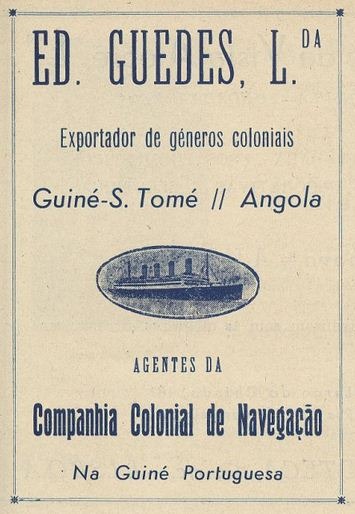 ED. GUEDES, L.DA
Exportador de géneros coloniais
Guiné-S. Tomé // Angola
AGENTES DA
Companhia Colonial de Navegação
Na Guiné Portuguesa